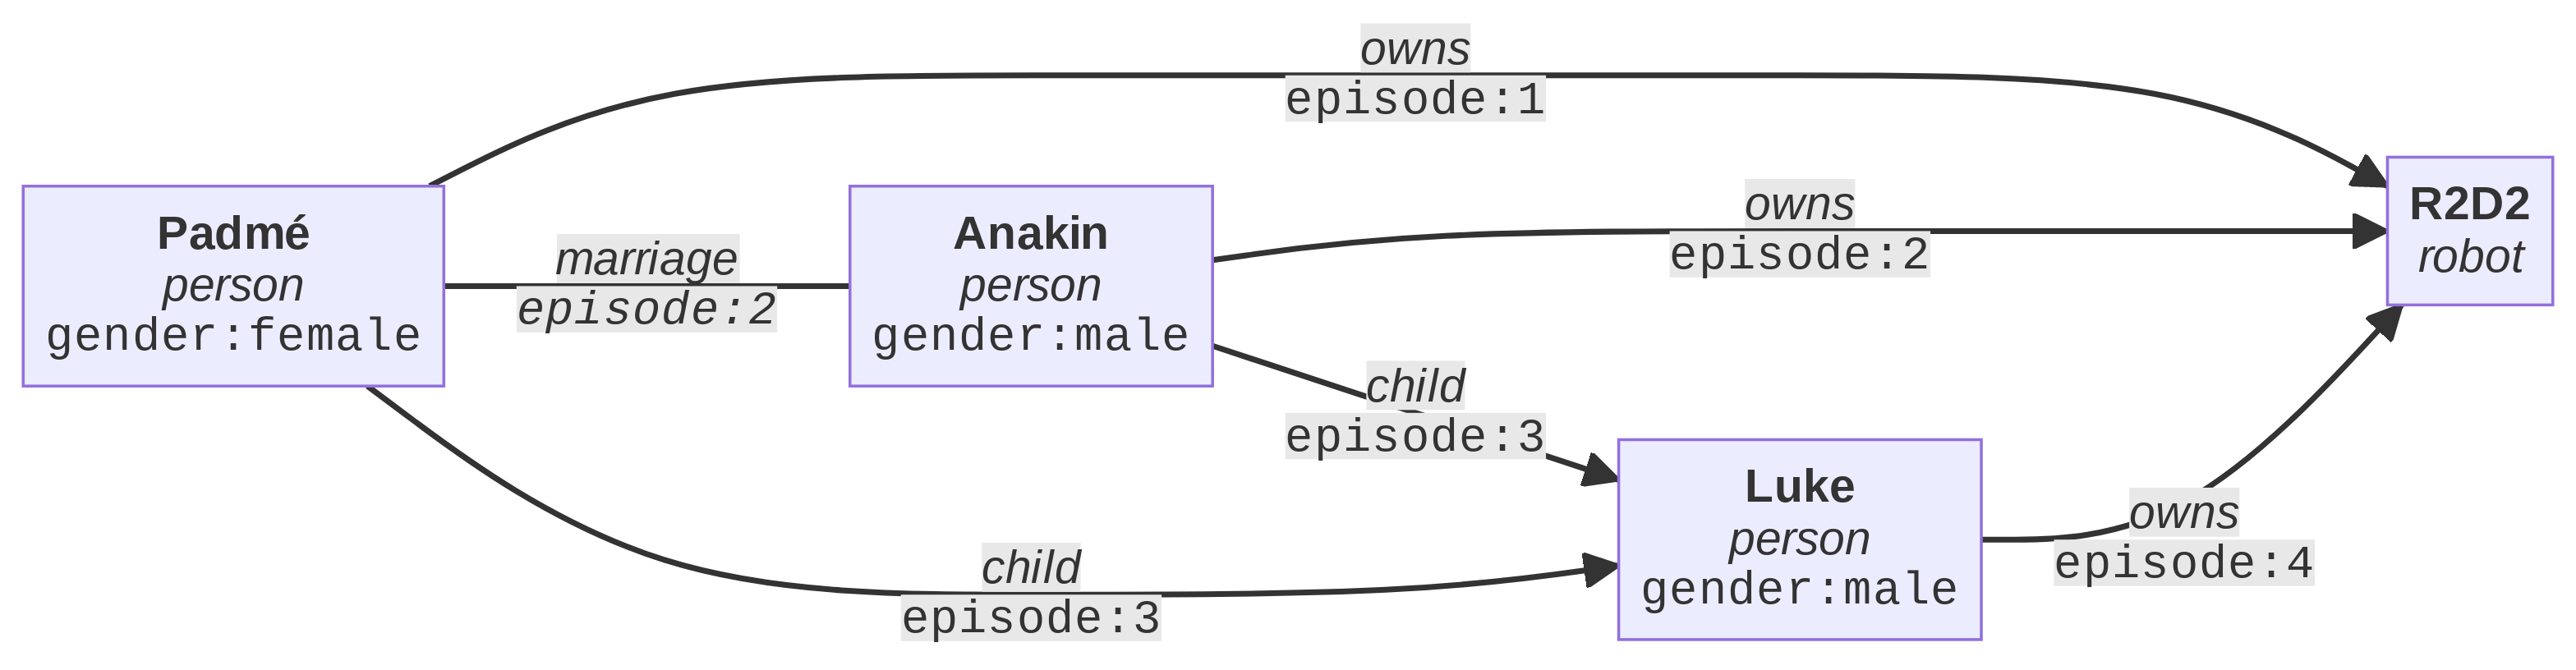 owns
episode:1
Padmé
person
gender:female
marriage
episode:2
Anakin
person
gender:male
owns
episode:2
R2D2
robot
child
episode:3
Luke
person
gender:male
owns
episode:4
child
episode:3